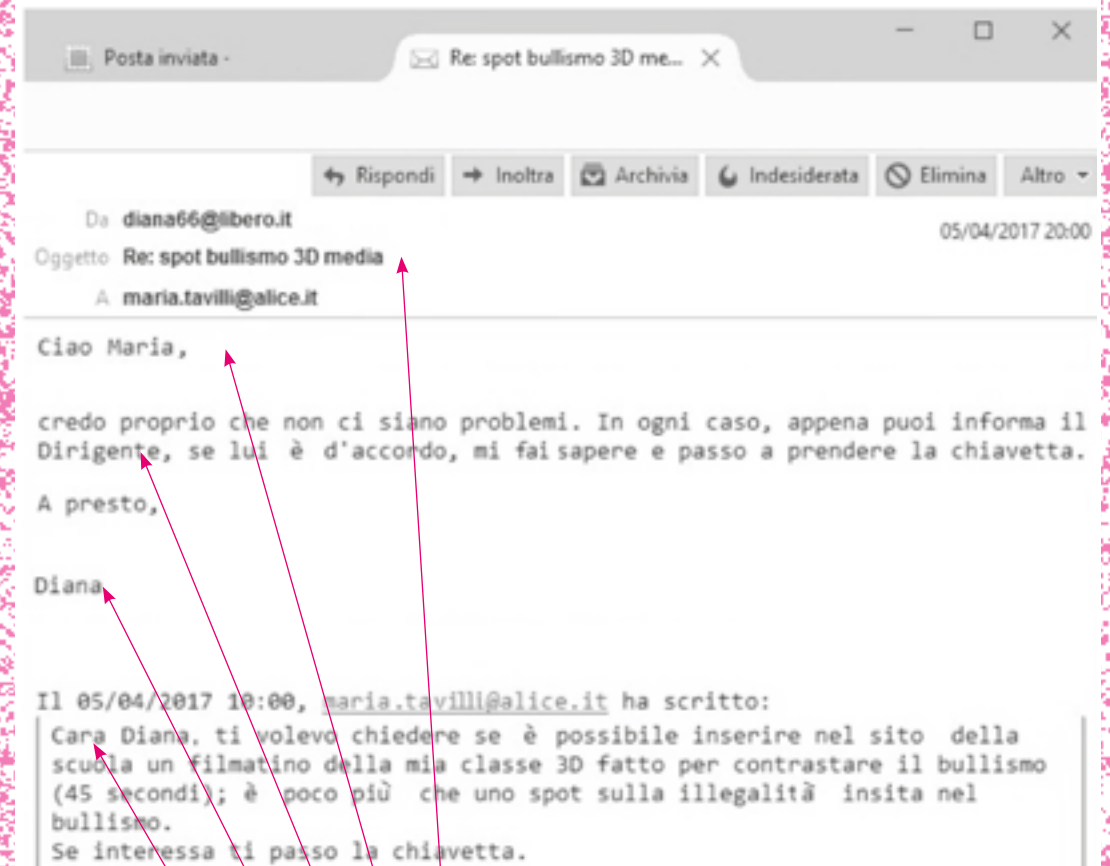 Posta inviata -
Re: spot bullismo 3D me...
Rispondi Inoltra Archivia Indesiderata Elimina Altro
Da diana66@libero.it
05/04/2017 20:00
Oggetto Re: spot bullismo 3D media
A maria.tavilli@alice.it
Ciao Maria,
credo proprio che non ci siano problemi. In ogni caso, appena puoi informa il
Dirigente, se lui è d'accordo, mi fai sapere e passo a prendere la chiavetta.
A presto,
Diana
Il 05/04/2017 10:00, maria.tavilli@alice.it ha scritto:
Cara Diana, ti volevo chiedere se è possibile inserire nel sito della
scuola un filmatino della mia classe 3D fatto per contrastare il bullismo
(45 secondi); è poco più che uno spot sulla illegalità insita nel
bullismo.
Se interessa ti passo la chiavetta.